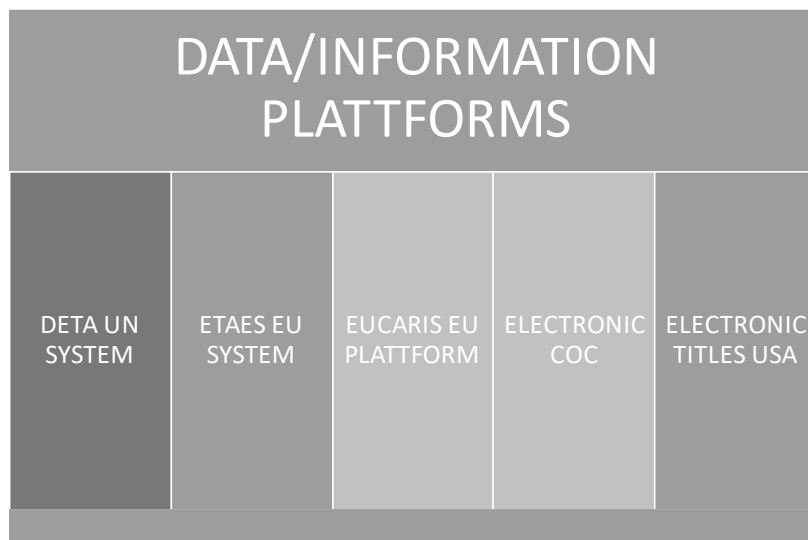 DATA/INFORMATION
PLATTFORMS
DETA UN
SYSTEM
ETAES EU
SYSTEM
EUCARIS EU
PLATTFORM
ELECTRONIC
COC
ELECTRONIC
TITLES USA